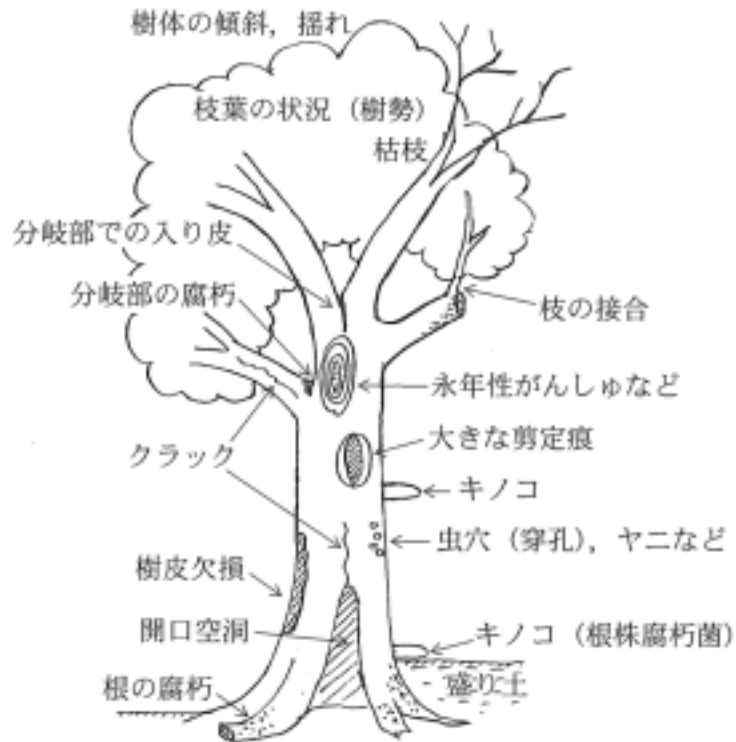 樹体の傾斜，揺れ
枝葉の状況（樹勢）
枯枝
分岐部での入り皮
分岐部の腐朽
枝の接合
永年性がんしゅなど
大きな剪定痕
クラック
キノコ
虫穴（穿孔），ヤニなど
樹皮欠損
開口空洞
キノコ（根株腐朽菌）
根の腐朽
盛り土